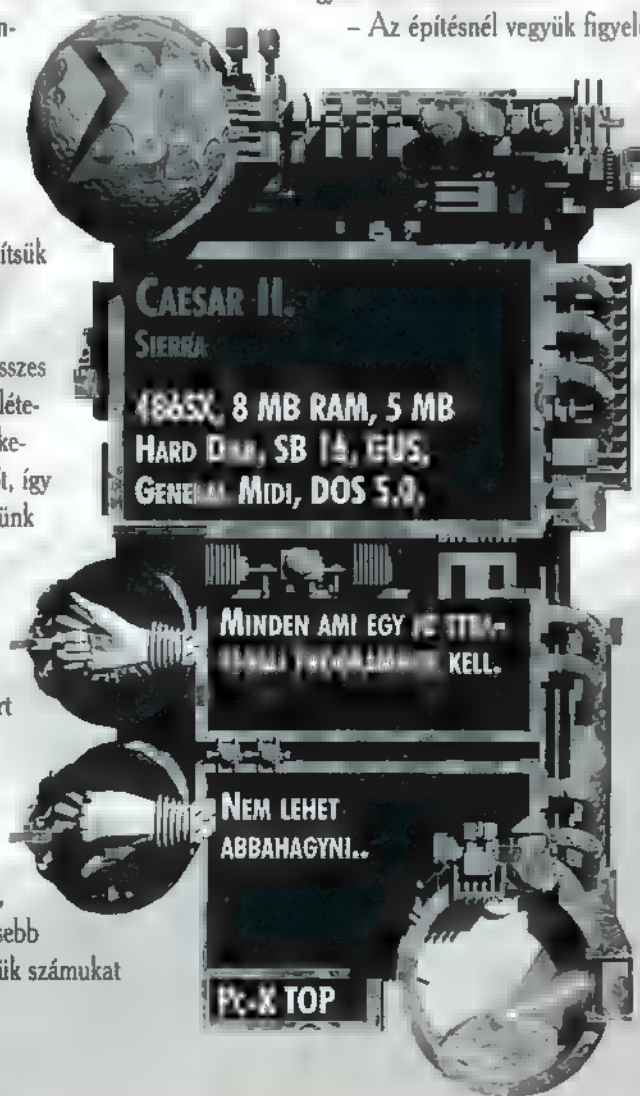 n-
– Az építésnél vegyük figyel
ítsük
sszes
léte-
ke-
t, így
ünk
rt
sebb
ük számukat
CAESAR II.
SIERRA
486SX, 8 MB RAM, 5 MB
HARD DISK, SB 16, GUS,
GENERAL MIDI, DOS 5.0.
MINDEN AMI EGY
KELL.
NEM LEHET
ABBAHAGYNI..
PC-X TOP